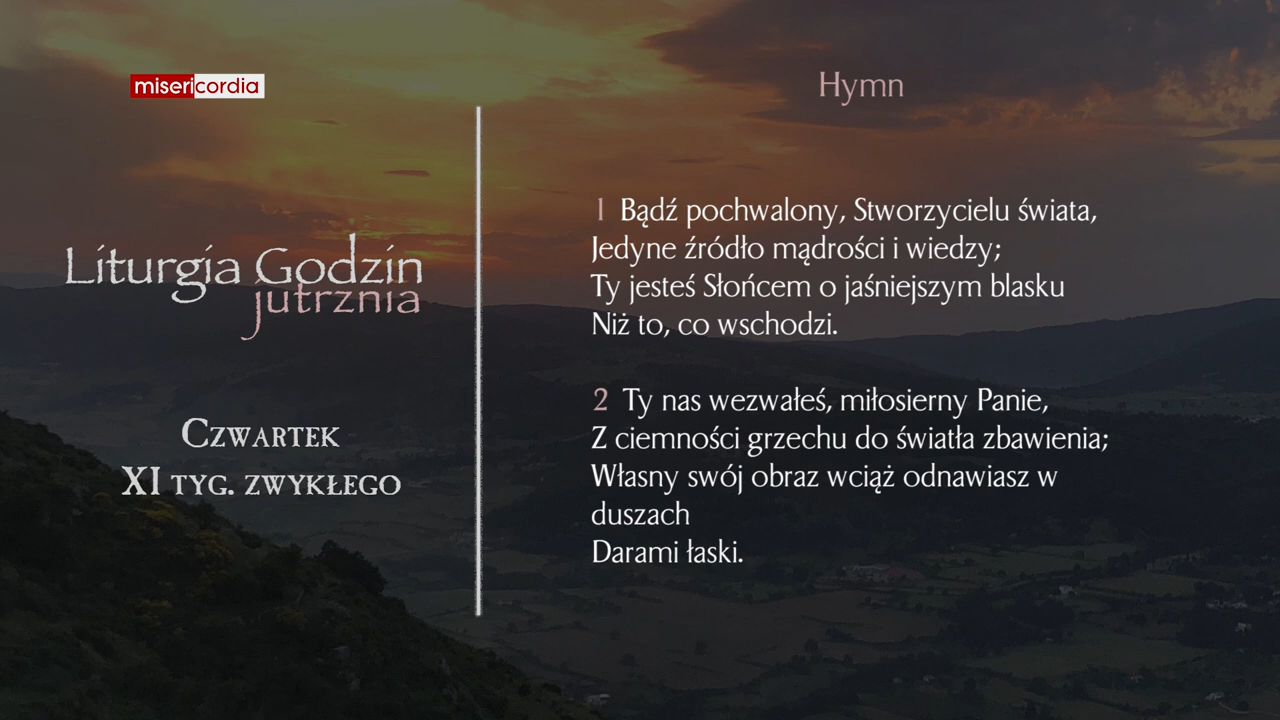 misericordia
Liturgia Godzin
jutrznia
Czwartek
XI tyg. zwykłego
Hymn
1 Bądź pochwalony, Stworzycielu świata,
Jedyne źródło mądrości i wiedzy;
Ty jesteś Słońcem o jaśniejszym blasku
Niż to, co wschodzi.
2 Ty nas wezwałeś, miłosierny Panie,
Z ciemności grzechu do światła zbawienia;
Własny swój obraz wciąż odnawiasz w
duszach
Darami łaski.